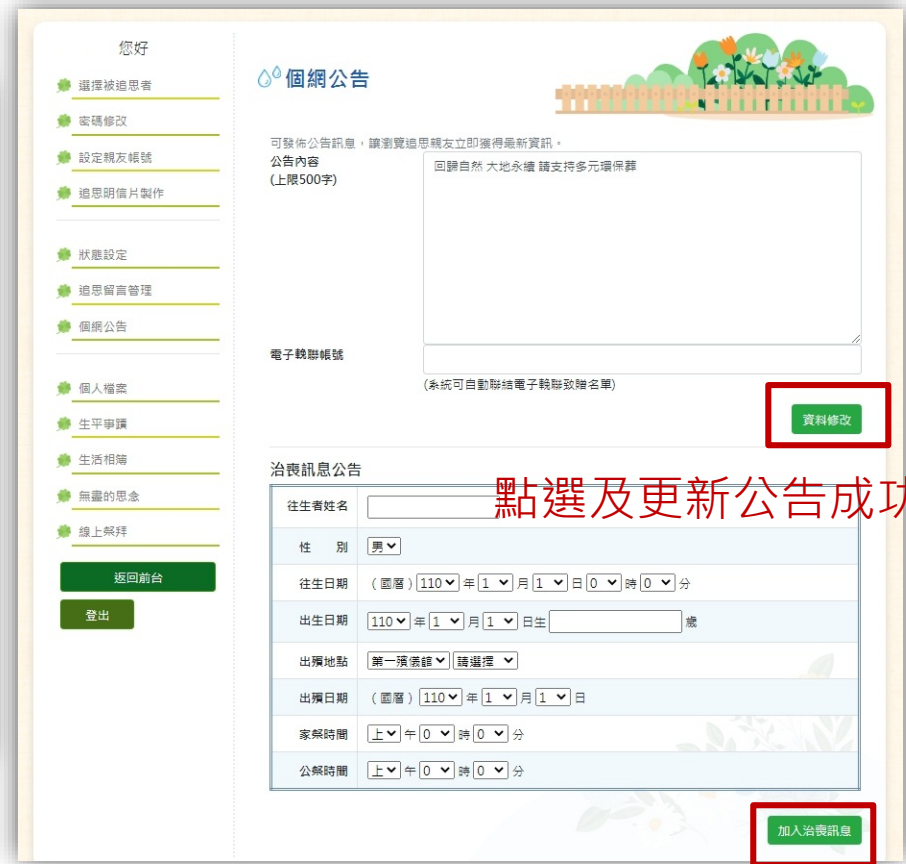 您好
選擇被追思者
密碼修改
設定親友帳號
追思明信片製作
狀態設定
追思留言管理
個網公告
個人檔案
生平事蹟
生活相簿
無盡的思念
線上祭拜
返回前台
登出
個網公告
可發佈公告訊息，讓瀏覽追思親友立即獲得最新資訊。
公告內容
(上限500字)
回歸自然 大地永續 請支持多元環保葬
電子輓聯帳號
(系統可自動聯結電子輓聯致贈名單)
資料修改
治喪訊息公告
點選及更新公告成功
往生者姓名
性 別 男
往生日期 （國曆）110 年 1 月 1 日 0 時 0 分
出生日期 110 年 1 月 1 日生 歲
出殯地點 第一殯儀館 請選擇
出殯日期 （國曆）110 年 1 月 1 日
家祭時間 上 午 0 時 0 分
公祭時間 上 午 0 時 0 分
加入治喪訊息